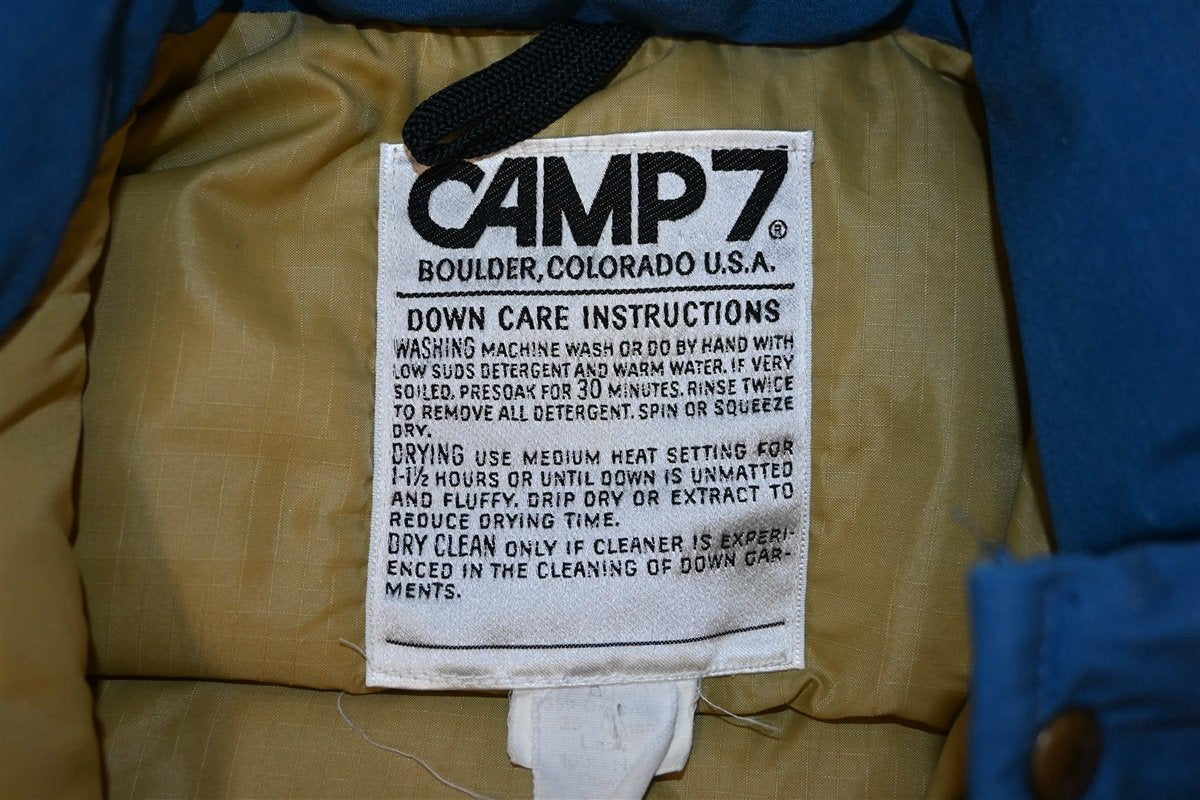 CAMP 7®
BOULDER, COLORADO U.S.A.
DOWN CARE INSTRUCTIONS
WASHING MACHINE WASH OR DO BY HAND WITH
LOW SUDS DETERGENT AND WARM WATER. IF VERY
SOILED, PRESOAK FOR 30 MINUTES. RINSE TWICE
TO REMOVE ALL DETERGENT. SPIN OR SQUEEZE
DRY.
DRYING USE MEDIUM HEAT SETTING FOR
1-1½ HOURS OR UNTIL DOWN IS UNMATTED
AND FLUFFY. DRIP DRY OR EXTRACT TO
REDUCE DRYING TIME.
DRY CLEAN ONLY IF CLEANER IS EXPERI-
ENCED IN THE CLEANING OF DOWN GAR-
MENTS.